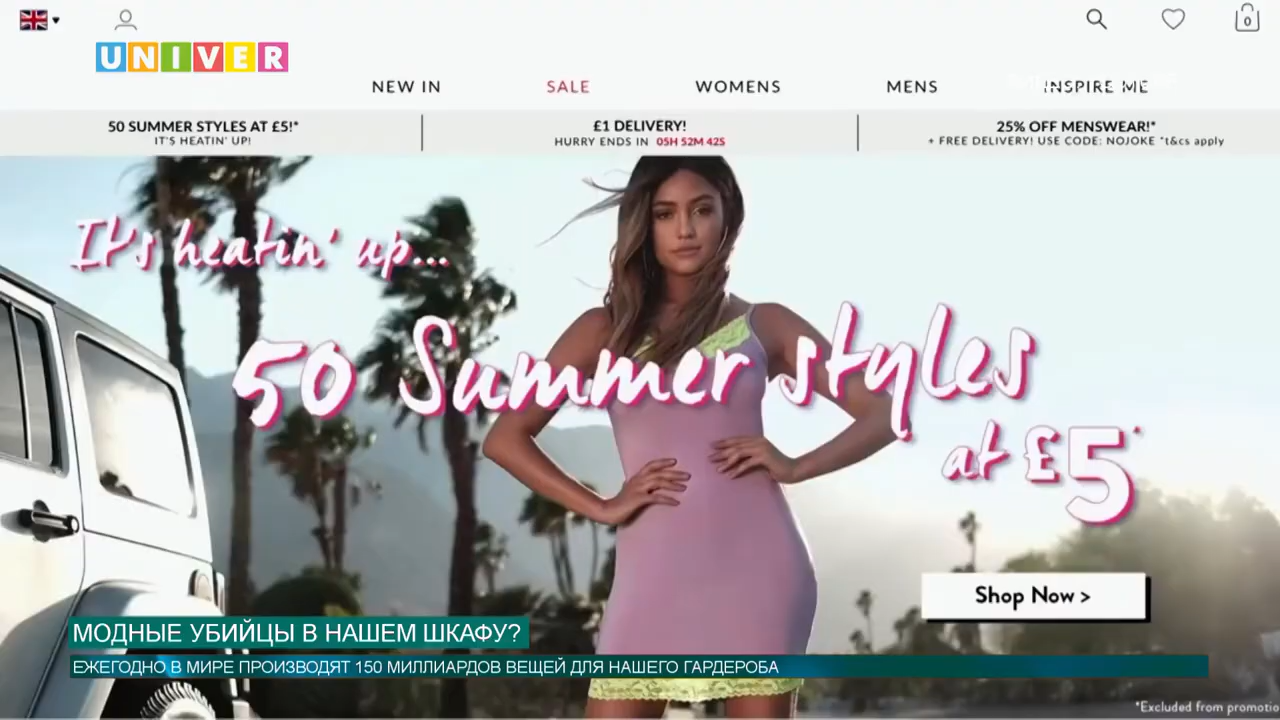 UNIVER
0
NEW IN
SALE
WOMENS
MENS
INSPIRE ME
50 SUMMER STYLES AT £5!*
IT'S HEATIN' UP!
£1 DELIVERY!
HURRY ENDS IN 05H 52M 42S
25% OFF MENSWEAR!*
+ FREE DELIVERY! USE CODE: NOJOKE *t&cs apply
It's heatin' up...
50 Summer styles
at £5*
Shop Now >
МОДНЫЕ УБИЙЦЫ В НАШЕМ ШКАФУ?
ЕЖЕГОДНО В МИРЕ ПРОИЗВОДЯТ 150 МИЛЛИАРДОВ ВЕЩЕЙ ДЛЯ НАШЕГО ГАРДЕРОБА
*Excluded from promotio